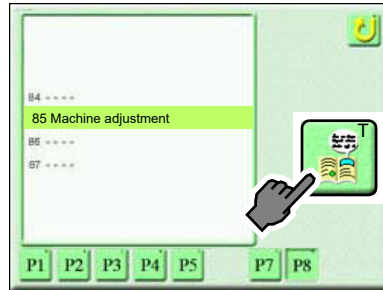 84 ----
85 Machine adjustment
86 ----
87 ----
T
P1 P2 P3 P4 P5 P7 P8